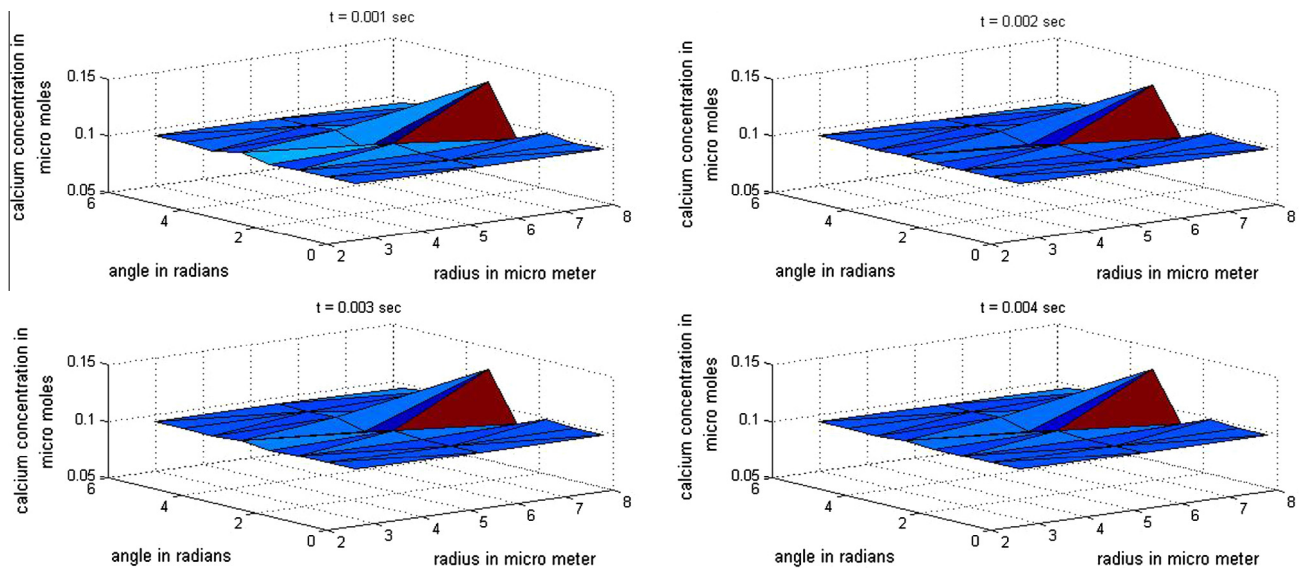 t = 0.001 sec
calcium concentration in
micro moles
0.15
0.1
0.05
6
4
2
0
2
3
4
5
6
7
8
angle in radians
radius in micro meter
t = 0.002 sec
calcium concentration in
micro moles
0.15
0.1
0.05
6
4
2
0
2
3
4
5
6
7
8
angle in radians
radius in micro meter
t = 0.003 sec
calcium concentration in
micro moles
0.15
0.1
0.05
6
4
2
0
2
3
4
5
6
7
8
angle in radians
radius in micro meter
t = 0.004 sec
calcium concentration in
micro moles
0.15
0.1
0.05
6
4
2
0
2
3
4
5
6
7
8
angle in radians
radius in micro meter